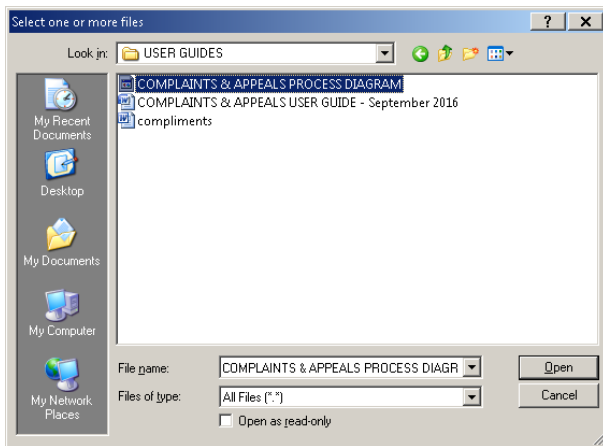 Select one or more files
Look in: USER GUIDES
COMPLAINTS & APPEALS PROCESS DIAGRAM
COMPLAINTS & APPEALS USER GUIDE - September 2016
compliments
My Recent
Documents
Desktop
My Documents
My Computer
My Network
Places
File name: COMPLAINTS & APPEALS PROCESS DIAGR Open
Files of type: All Files (*.*) Cancel
Open as read-only